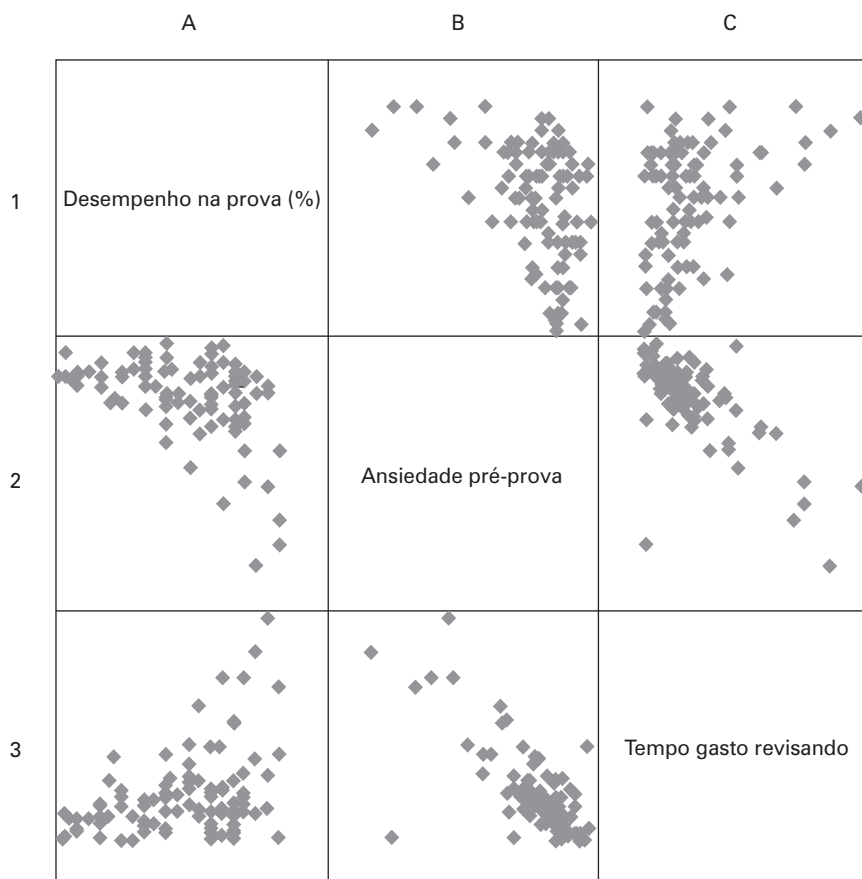 A B C
1 Desempenho na prova (%)
2 Ansiedade pré-prova
3 Tempo gasto revisando